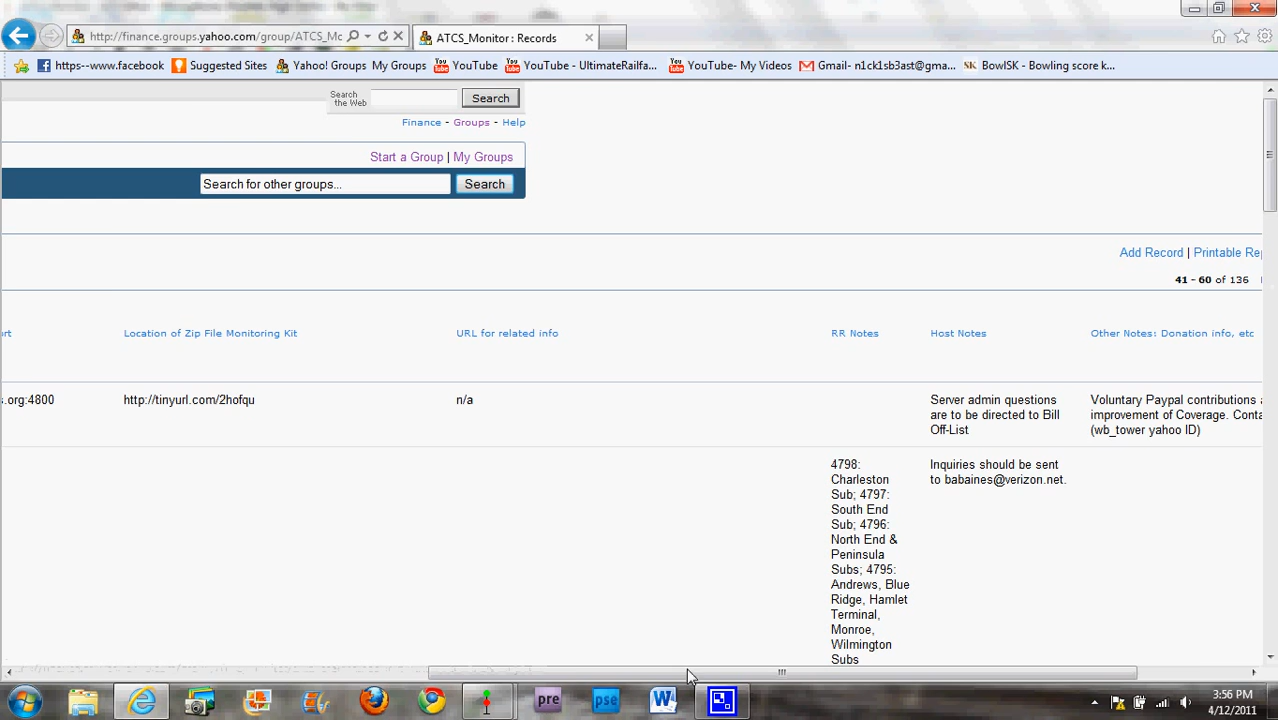 http://finance.groups.yahoo.com/group/ATCS_Mc
ATCS_Monitor : Records
https--www.facebook
Suggested Sites
Yahoo! Groups My Groups
YouTube
YouTube - UltimateRailfa...
YouTube- My Videos
Gmail- n1ck1sb3ast@gma...
SK BowlSK - Bowling score k...
Search the Web
Search
Finance - Groups - Help
Start a Group | My Groups
Search for other groups...
Search
Add Record | Printable Rep
41 - 60 of 136
ort
Location of Zip File Monitoring Kit
URL for related info
RR Notes
Host Notes
Other Notes: Donation info, etc
s.org:4800
http://tinyurl.com/2hofqu
n/a
Server admin questions
are to be directed to Bill
Off-List
Voluntary Paypal contributions a
improvement of Coverage. Conta
(wb_tower yahoo ID)
4798:
Charleston
Sub; 4797:
South End
Sub; 4796:
North End &
Peninsula
Subs; 4795:
Andrews, Blue
Ridge, Hamlet
Terminal,
Monroe,
Wilmington
Subs
Inquiries should be sent
to babaines@verizon.net.
pre
pse
W
3:56 PM
4/12/2011